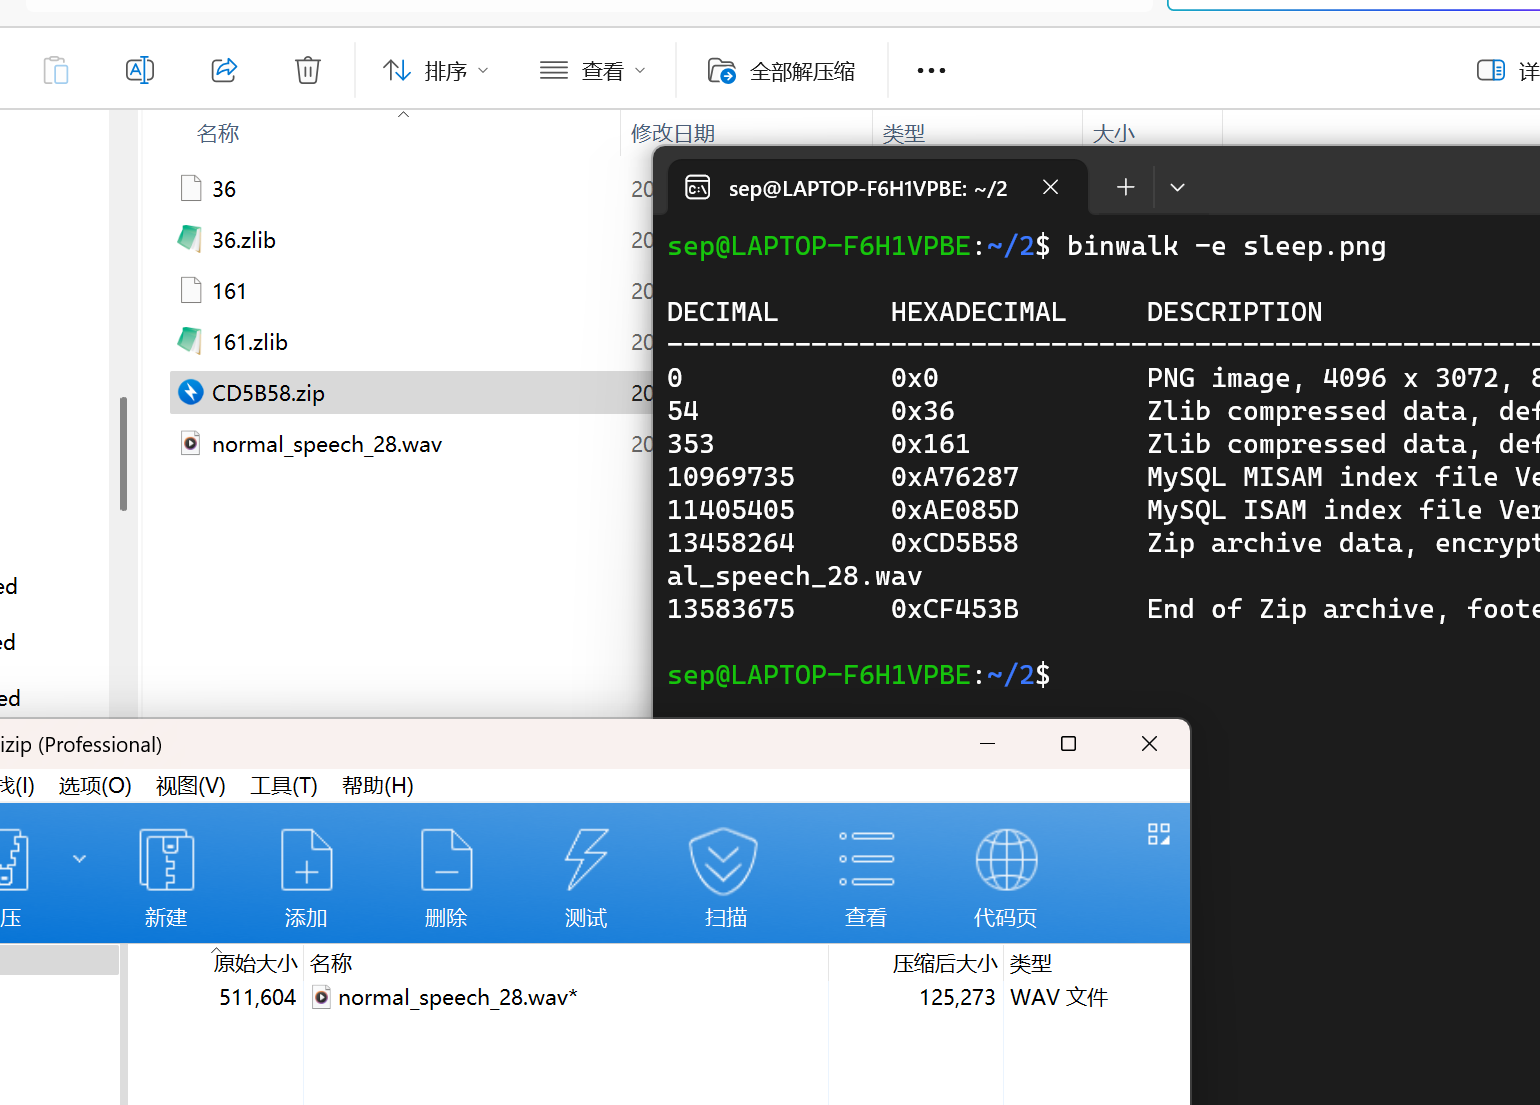 排序
查看
全部解压缩
详
名称
修改日期
类型
大小
36
20
36.zlib
20
161
20
161.zlib
20
CD5B58.zip
20
normal_speech_28.wav
20
ed
ed
ed
sep@LAPTOP-F6H1VPBE: ~/2
sep@LAPTOP-F6H1VPBE:~/2$ binwalk -e sleep.png
DECIMAL HEXADECIMAL DESCRIPTION
--------------------------------------------------------------------------------
0 0x0 PNG image, 4096 x 3072, 8
54 0x36 Zlib compressed data, def
353 0x161 Zlib compressed data, def
10969735 0xA76287 MySQL MISAM index file Ve
11405405 0xAE085D MySQL ISAM index file Ver
13458264 0xCD5B58 Zip archive data, encrypt
al_speech_28.wav
13583675 0xCF453B End of Zip archive, foote
sep@LAPTOP-F6H1VPBE:~/2$
izip (Professional)
找(I) 选项(O) 视图(V) 工具(T) 帮助(H)
压 新建 添加 删除 测试 扫描 查看 代码页
原始大小 名称 压缩后大小 类型
511,604 normal_speech_28.wav* 125,273 WAV 文件